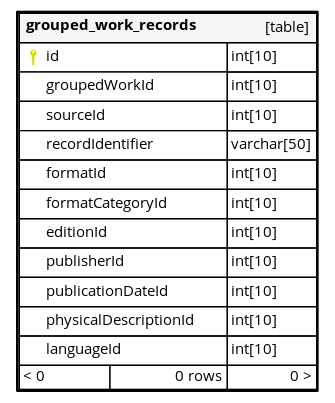 grouped_work_records [table]
id int[10]
groupedWorkId int[10]
sourceId int[10]
recordIdentifier varchar[50]
formatId int[10]
formatCategoryId int[10]
editionId int[10]
publisherId int[10]
publicationDateId int[10]
physicalDescriptionId int[10]
languageId int[10]
< 0 0 rows 0 >